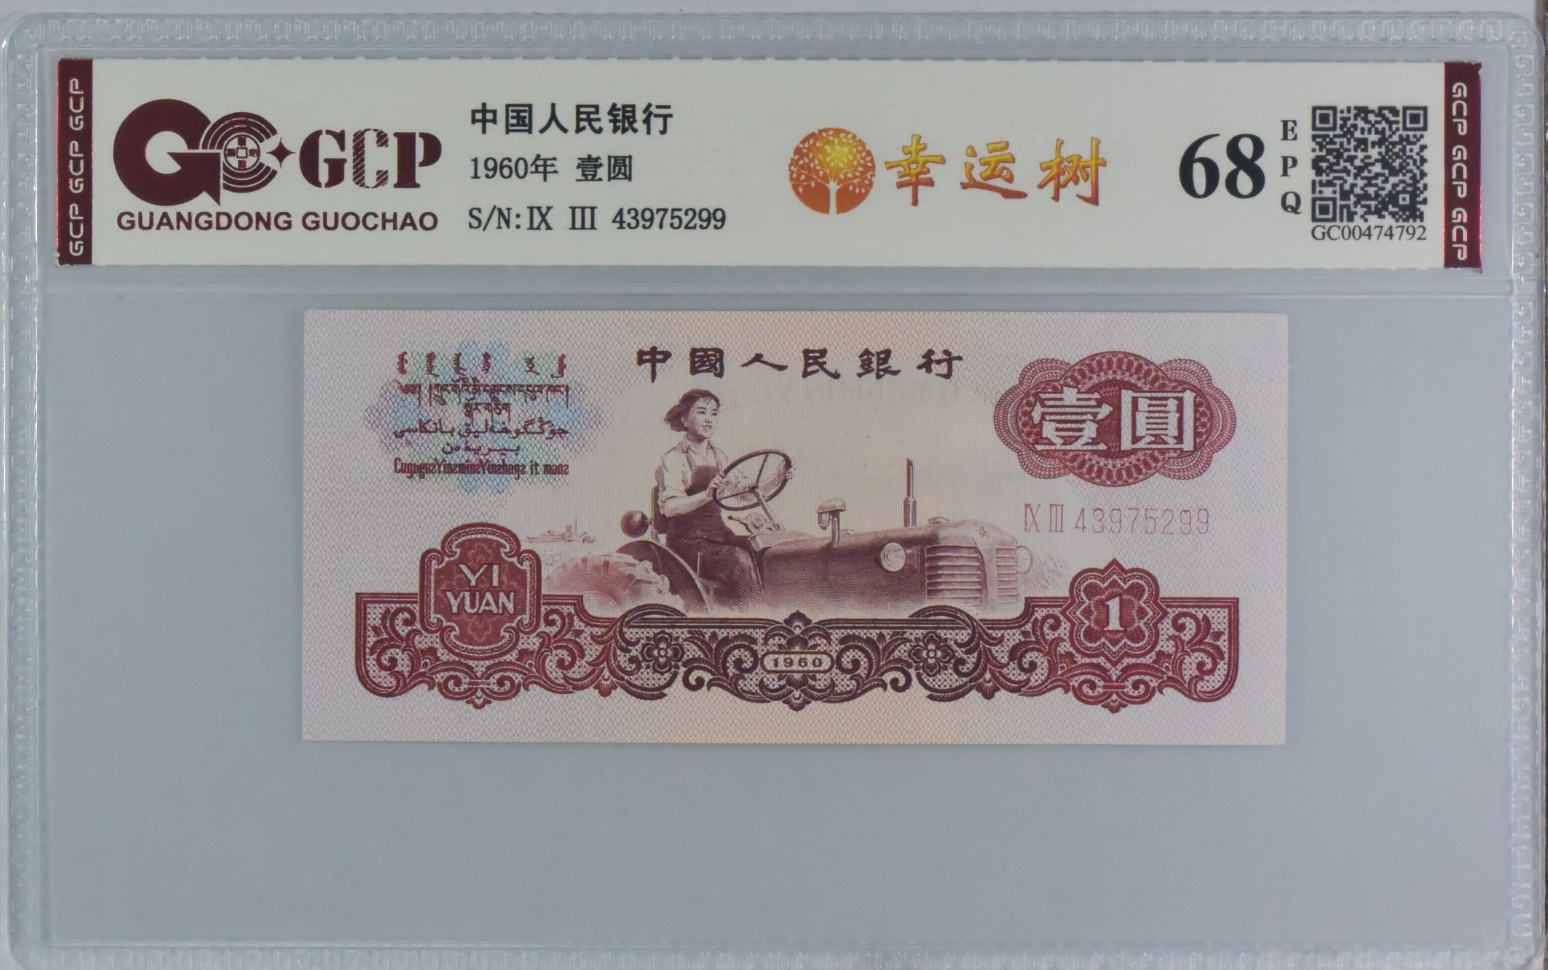 GCP
GUANGDONG GUOCHAO
中国人民银行
1960年 壹圆
S/N:Ⅸ Ⅲ 43975299
幸运树
68
EPQ
GC00474792
GCP GCP GCP
GCP GCP GCP
中國人民銀行
壹圓
Ⅸ Ⅲ 43975299
YI
YUAN
1960
1